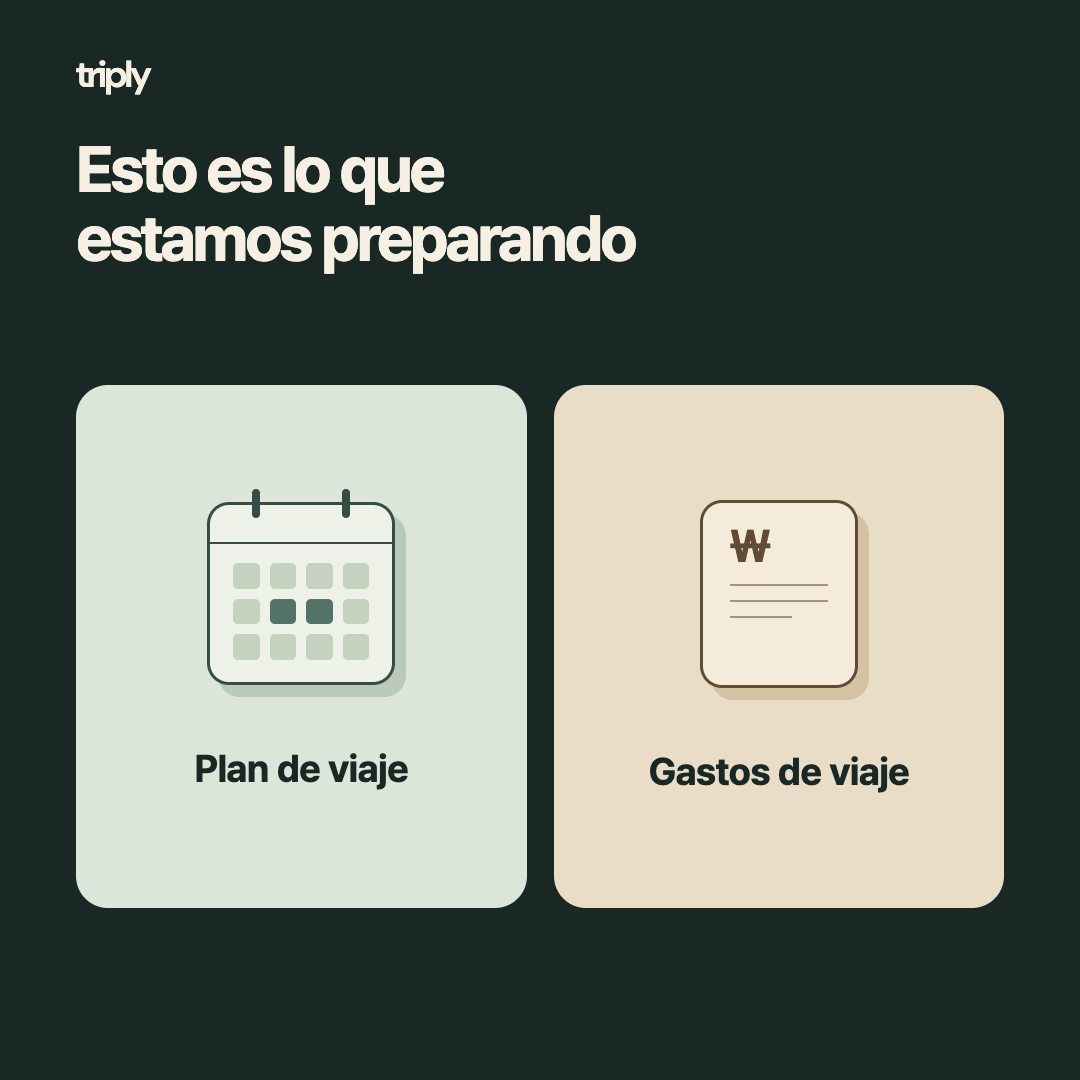 triply
Esto es lo que
estamos preparando
₩
Plan de viaje
Gastos de viaje